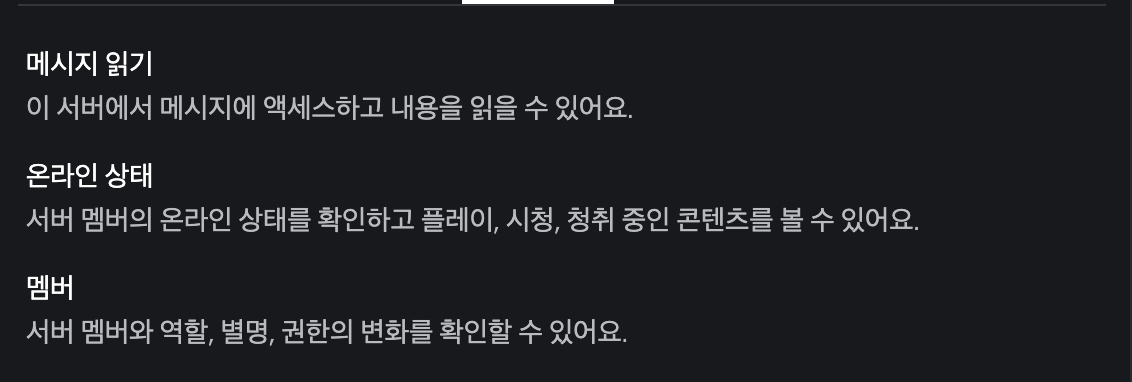 메시지 읽기
이 서버에서 메시지에 액세스하고 내용을 읽을 수 있어요.
온라인 상태
서버 멤버의 온라인 상태를 확인하고 플레이, 시청, 청취 중인 콘텐츠를 볼 수 있어요.
멤버
서버 멤버와 역할, 별명, 권한의 변화를 확인할 수 있어요.